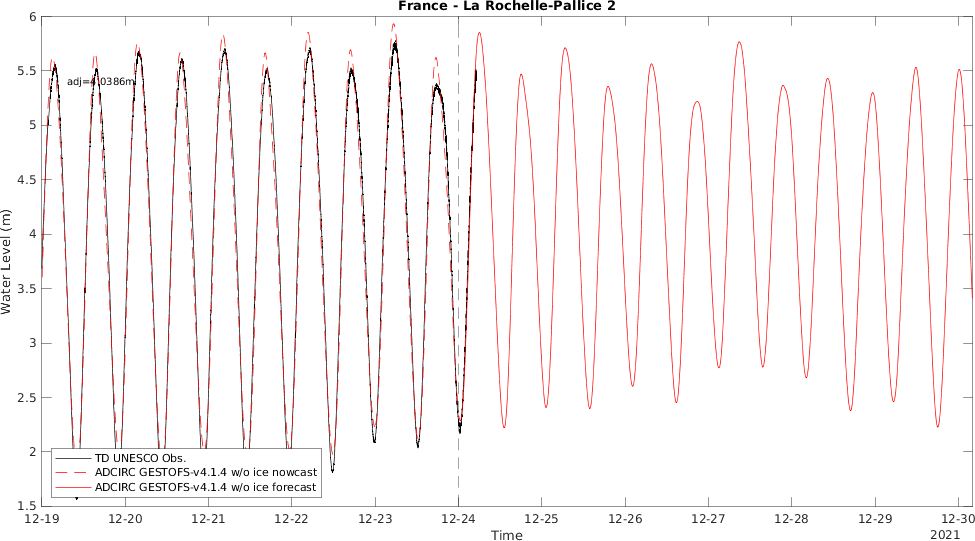 France - La Rochelle-Pallice 2
6
5.5
adj=4.0386m
5
4.5
4
3.5
3
2.5
2
1.5
Water Level (m)
TD UNESCO Obs.
ADCIRC GESTOFS-v4.1.4 w/o ice nowcast
ADCIRC GESTOFS-v4.1.4 w/o ice forecast
12-19 12-20 12-21 12-22 12-23 12-24 12-25 12-26 12-27 12-28 12-29 12-30
Time
2021